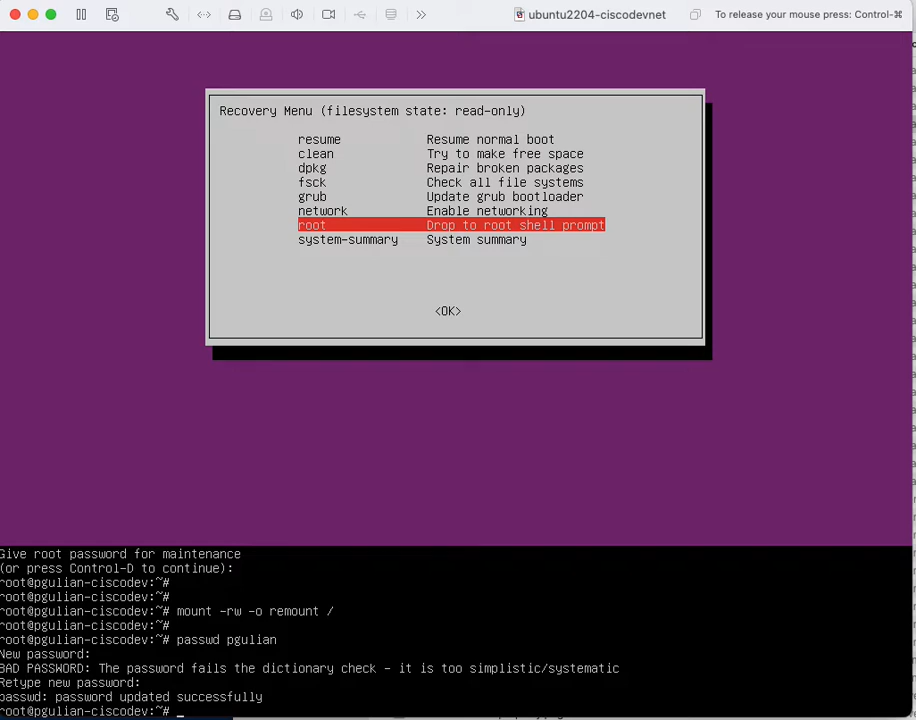 ubuntu2204-ciscodevnet
To release your mouse press: Control-⌘
Recovery Menu (filesystem state: read-only)
resume Resume normal boot
clean Try to make free space
dpkg Repair broken packages
fsck Check all file systems
grub Update grub bootloader
network Enable networking
root Drop to root shell prompt
system-summary System summary
<OK>
Give root password for maintenance
(or press Control-D to continue):
root@pgulian-ciscodev:~#
root@pgulian-ciscodev:~#
root@pgulian-ciscodev:~# mount -rw -o remount /
root@pgulian-ciscodev:~#
root@pgulian-ciscodev:~# passwd pgulian
New password:
BAD PASSWORD: The password fails the dictionary check - it is too simplistic/systematic
Retype new password:
passwd: password updated successfully
root@pgulian-ciscodev:~# _